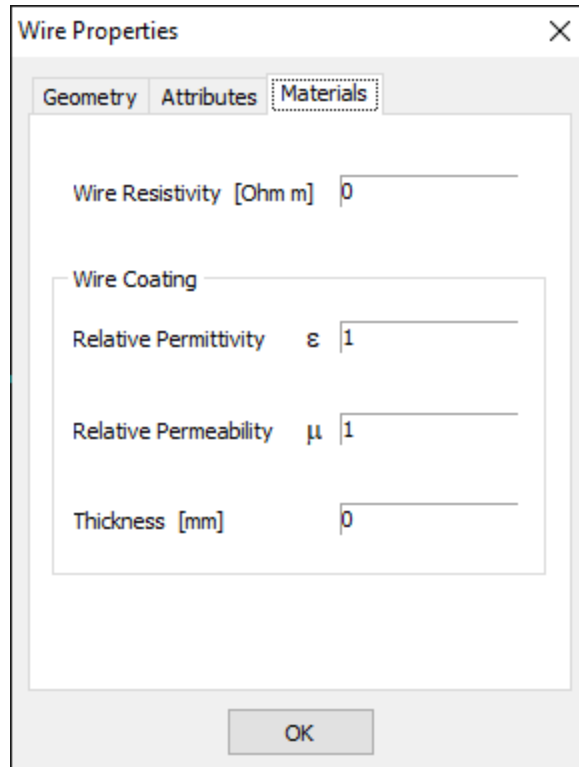 Wire Properties
Geometry Attributes Materials
Wire Resistivity [Ohm m] 0
Wire Coating
Relative Permittivity ε 1
Relative Permeability μ 1
Thickness [mm] 0
OK